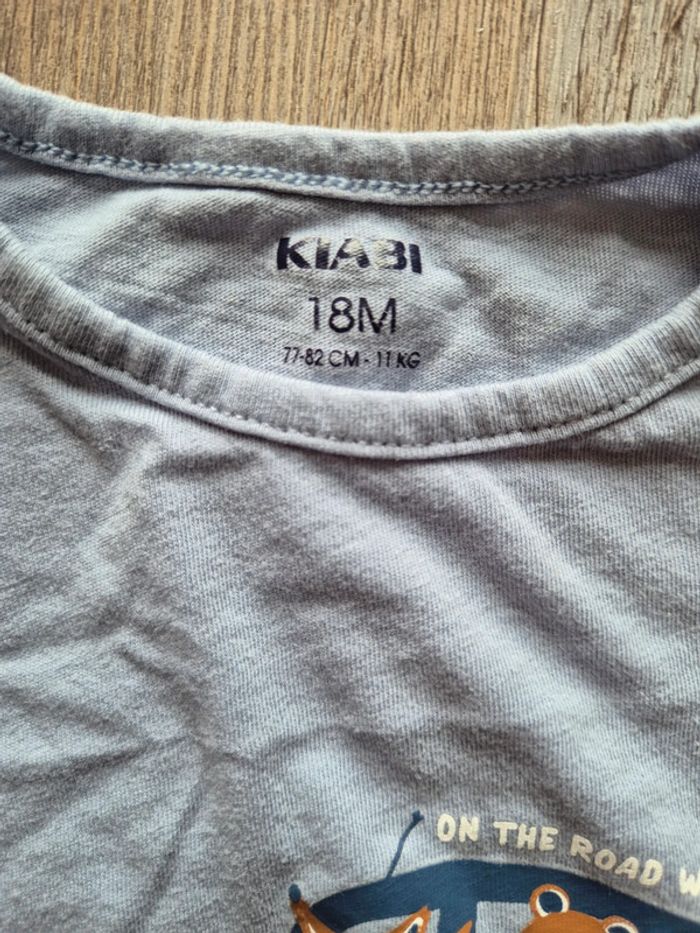 KIABI
18M
77-82 CM - 11 KG
ON THE ROAD W